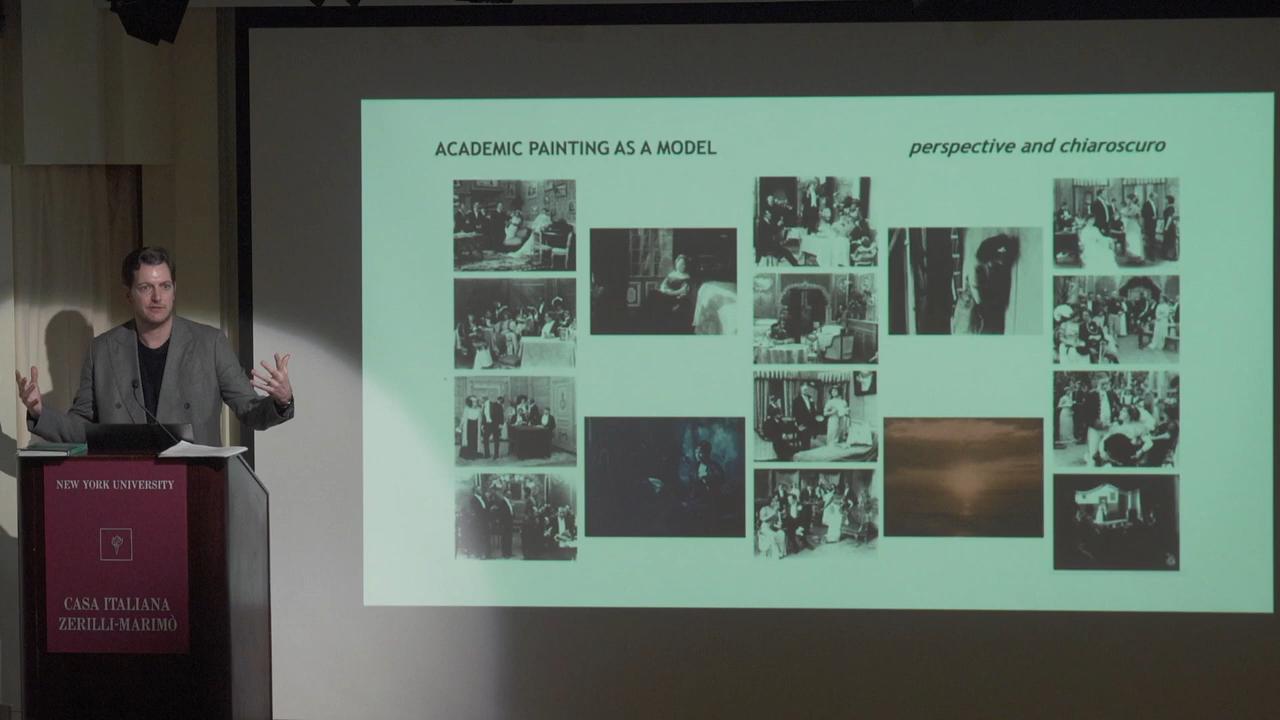 ACADEMIC PAINTING AS A MODEL
perspective and chiaroscuro
NEW YORK UNIVERSITY
CASA ITALIANA
ZERILLI-MARIMÒ